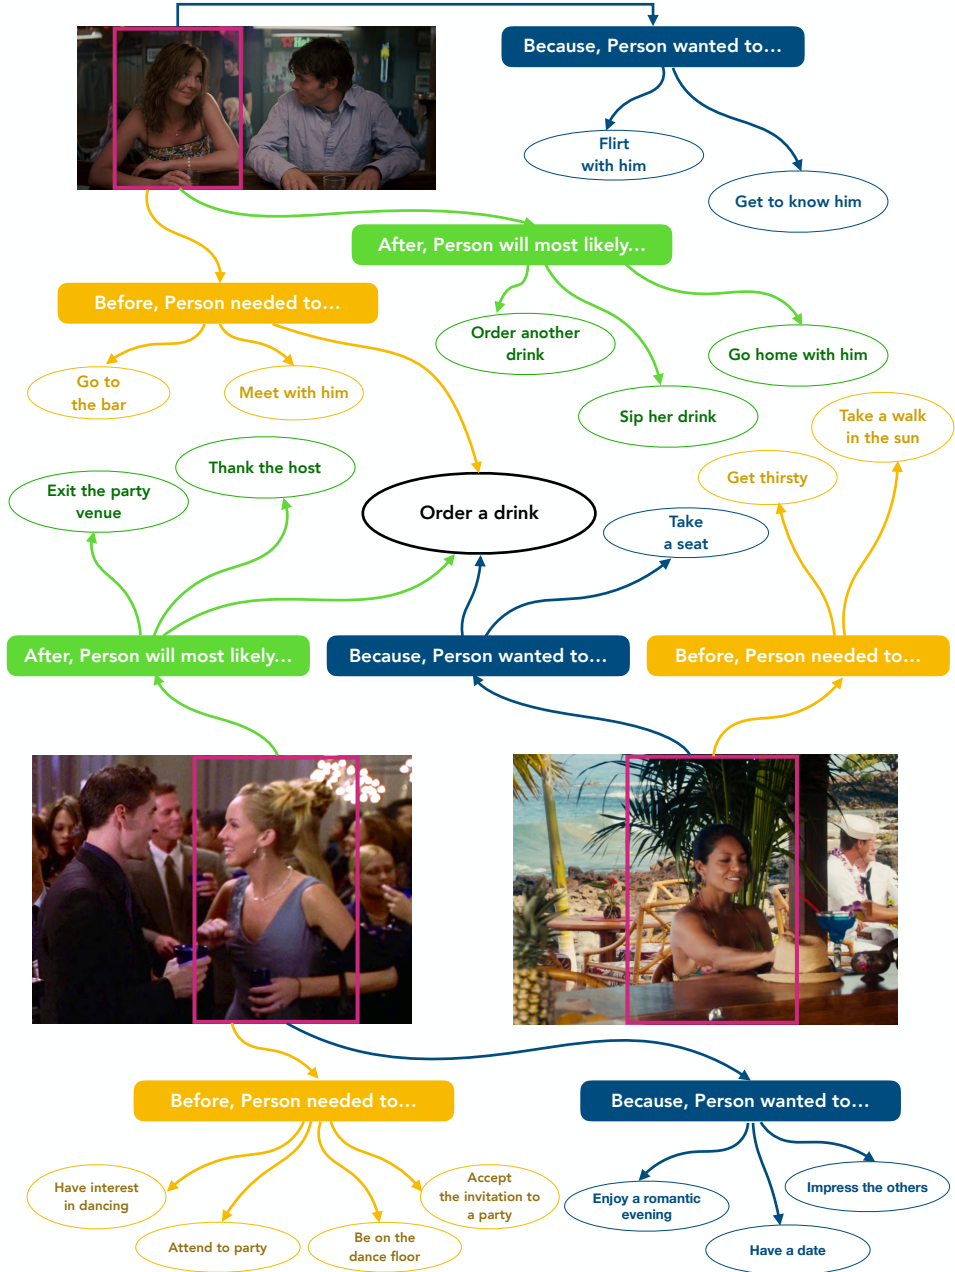 Because, Person wanted to...
Flirt
with him
Get to know him
After, Person will most likely...
Before, Person needed to...
Order another
drink
Go home with him
Go to
the bar
Meet with him
Sip her drink
Take a walk
in the sun
Thank the host
Get thirsty
Exit the party
venue
Order a drink
Take
a seat
After, Person will most likely...
Because, Person wanted to...
Before, Person needed to...
Before, Person needed to...
Because, Person wanted to...
Have interest
in dancing
Accept
the invitation to
a party
Attend to party
Be on the
dance floor
Enjoy a romantic
evening
Impress the others
Have a date